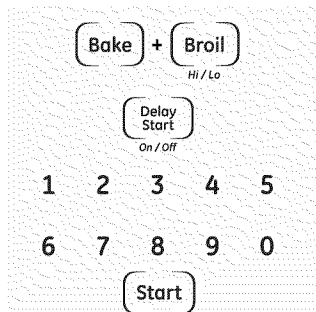 Bake + Broil
Hi / Lo
Delay
Start
On / Off
1 2 3 4 5
6 7 8 9 0
Start